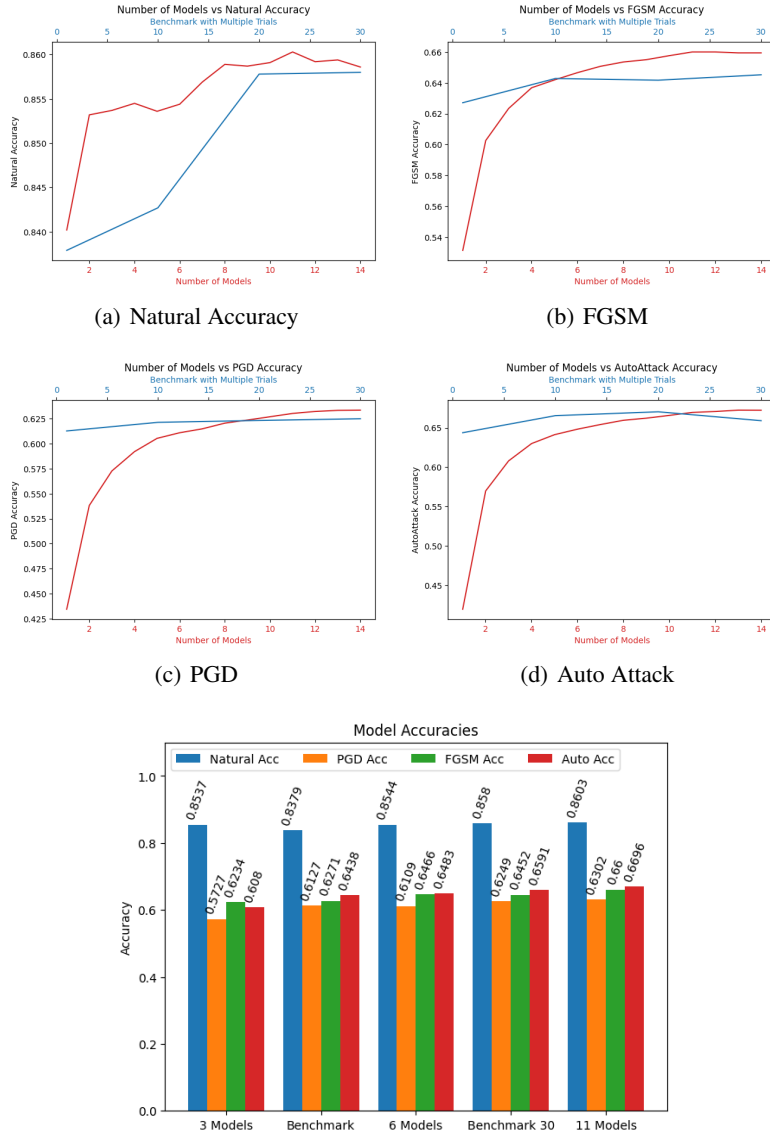 Number of Models vs Natural Accuracy
Benchmark with Multiple Trials
0 5 10 15 20 25 30
0.860
0.855
0.850
0.845
0.840
Natural Accuracy
2 4 6 8 10 12 14
Number of Models
(a) Natural Accuracy
Number of Models vs FGSM Accuracy
Benchmark with Multiple Trials
0 5 10 15 20 25 30
0.66
0.64
0.62
0.60
0.58
0.56
0.54
FGSM Accuracy
2 4 6 8 10 12 14
Number of Models
(b) FGSM
Number of Models vs PGD Accuracy
Benchmark with Multiple Trials
0 5 10 15 20 25 30
0.625
0.600
0.575
0.550
0.525
0.500
0.475
0.450
0.425
PGD Accuracy
2 4 6 8 10 12 14
Number of Models
(c) PGD
Number of Models vs AutoAttack Accuracy
Benchmark with Multiple Trials
0 5 10 15 20 25 30
0.65
0.60
0.55
0.50
0.45
AutoAttack Accuracy
2 4 6 8 10 12 14
Number of Models
(d) Auto Attack
Model Accuracies
Natural Acc PGD Acc FGSM Acc Auto Acc
1.0
0.8
0.6
0.4
0.2
0.0
Accuracy
0.8537 0.5727 0.6234 0.608
0.8379 0.6127 0.6271 0.6438
0.8544 0.6109 0.6466 0.6483
0.858 0.6249 0.6452 0.6591
0.8603 0.6302 0.66 0.6696
3 Models Benchmark 6 Models Benchmark 30 11 Models